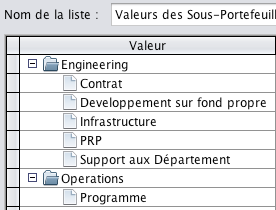 Nom de la liste : Valeurs des Sous-Portefeuil
Valeur
Engineering
Contrat
Developpement sur fond propre
Infrastructure
PRP
Support aux Département
Operations
Programme